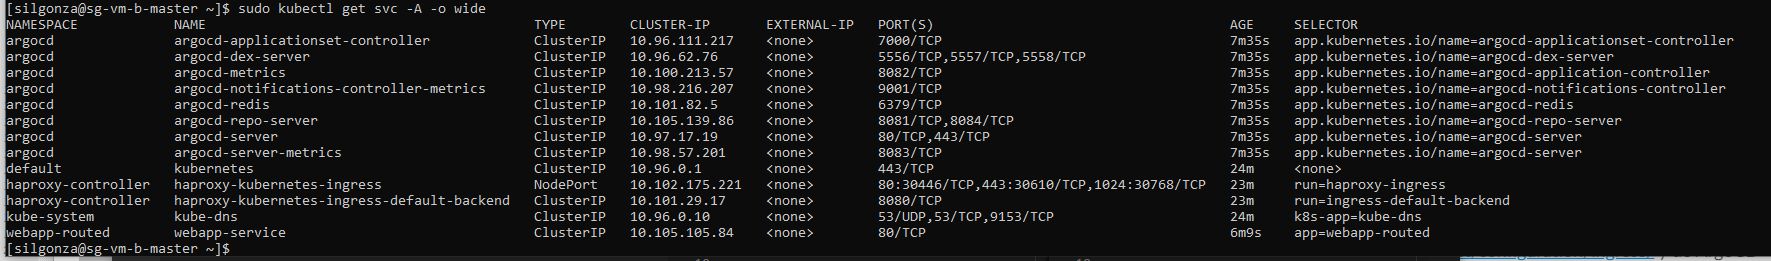 [silgonza@sg-vm-b-master ~]$ sudo kubectl get svc -A -o wide
NAMESPACE NAME TYPE CLUSTER-IP EXTERNAL-IP PORT(S) AGE SELECTOR
argocd argocd-applicationset-controller ClusterIP 10.96.111.217 <none> 7000/TCP 7m35s app.kubernetes.io/name=argocd-applicationset-controller
argocd argocd-dex-server ClusterIP 10.96.62.76 <none> 5556/TCP,5557/TCP,5558/TCP 7m35s app.kubernetes.io/name=argocd-dex-server
argocd argocd-metrics ClusterIP 10.100.213.57 <none> 8082/TCP 7m35s app.kubernetes.io/name=argocd-application-controller
argocd argocd-notifications-controller-metrics ClusterIP 10.98.216.207 <none> 9001/TCP 7m35s app.kubernetes.io/name=argocd-notifications-controller
argocd argocd-redis ClusterIP 10.101.82.5 <none> 6379/TCP 7m35s app.kubernetes.io/name=argocd-redis
argocd argocd-repo-server ClusterIP 10.105.139.86 <none> 8081/TCP,8084/TCP 7m35s app.kubernetes.io/name=argocd-repo-server
argocd argocd-server ClusterIP 10.97.17.19 <none> 80/TCP,443/TCP 7m35s app.kubernetes.io/name=argocd-server
argocd argocd-server-metrics ClusterIP 10.98.57.201 <none> 8083/TCP 7m35s app.kubernetes.io/name=argocd-server
default kubernetes ClusterIP 10.96.0.1 <none> 443/TCP 24m <none>
haproxy-controller haproxy-kubernetes-ingress NodePort 10.102.175.221 <none> 80:30446/TCP,443:30610/TCP,1024:30768/TCP 23m run=haproxy-ingress
haproxy-controller haproxy-kubernetes-ingress-default-backend ClusterIP 10.101.29.17 <none> 8080/TCP 23m run=ingress-default-backend
kube-system kube-dns ClusterIP 10.96.0.10 <none> 53/UDP,53/TCP,9153/TCP 24m k8s-app=kube-dns
webapp-routed webapp-service ClusterIP 10.105.105.84 <none> 80/TCP 6m9s app=webapp-routed
[silgonza@sg-vm-b-master ~]$